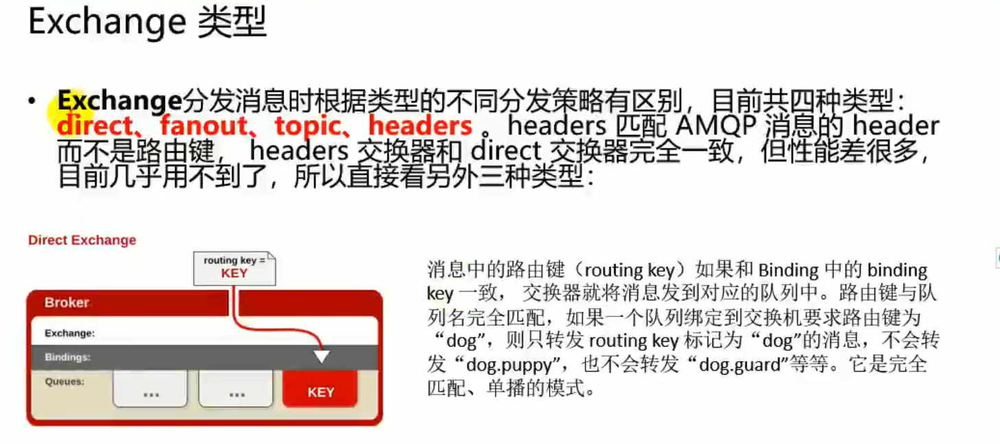 Exchange 类型
• Exchange分发消息时根据类型的不同分发策略有区别，目前共四种类型：
direct、fanout、topic、headers 。headers 匹配 AMQP 消息的 header
而不是路由键， headers 交换器和 direct 交换器完全一致，但性能差很多，
目前几乎用不到了，所以直接看另外三种类型：
Direct Exchange
routing key =
KEY
Broker
Exchange:
Bindings:
Queues:
...
...
KEY
消息中的路由键（routing key）如果和 Binding 中的 binding
key 一致， 交换器就将消息发到对应的队列中。路由键与队
列名完全匹配，如果一个队列绑定到交换机要求路由键为
“dog”，则只转发 routing key 标记为“dog”的消息，不会转
发“dog.puppy”，也不会转发“dog.guard”等等。它是完全
匹配、单播的模式。